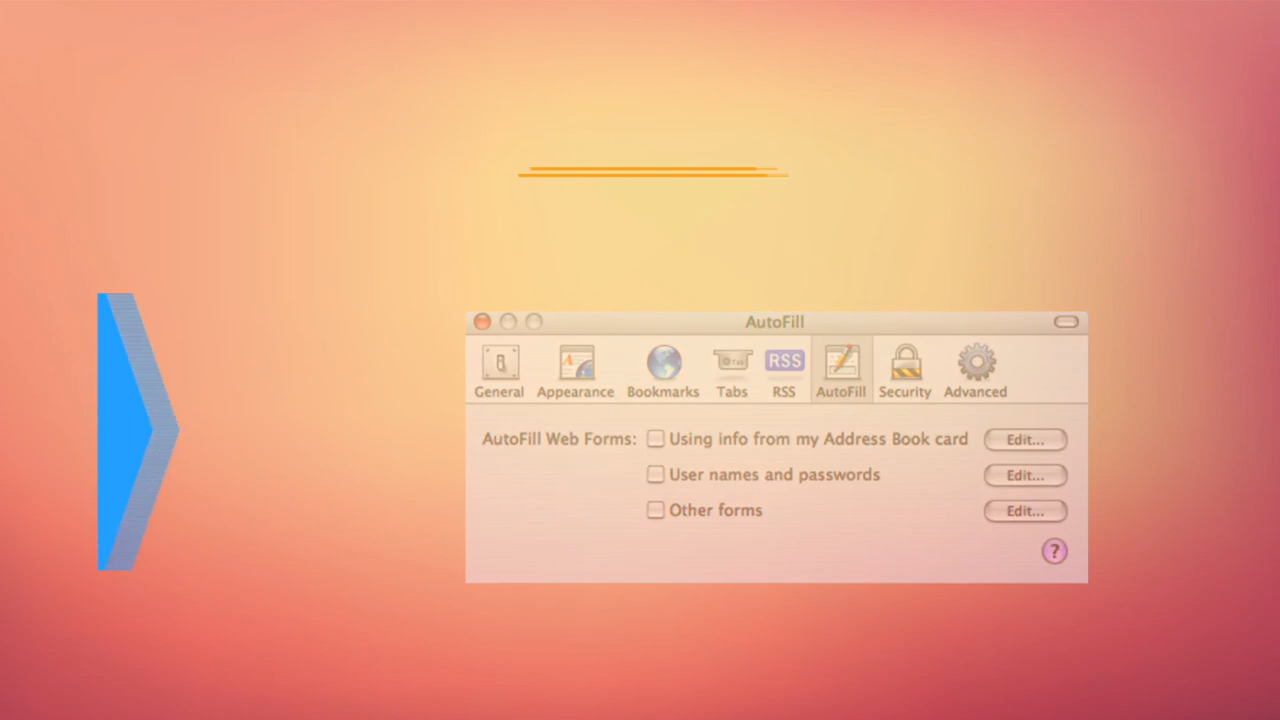 AutoFill
General Appearance Bookmarks Tabs RSS AutoFill Security Advanced
RSS
AutoFill Web Forms: Using info from my Address Book card Edit...
User names and passwords Edit...
Other forms Edit...
?